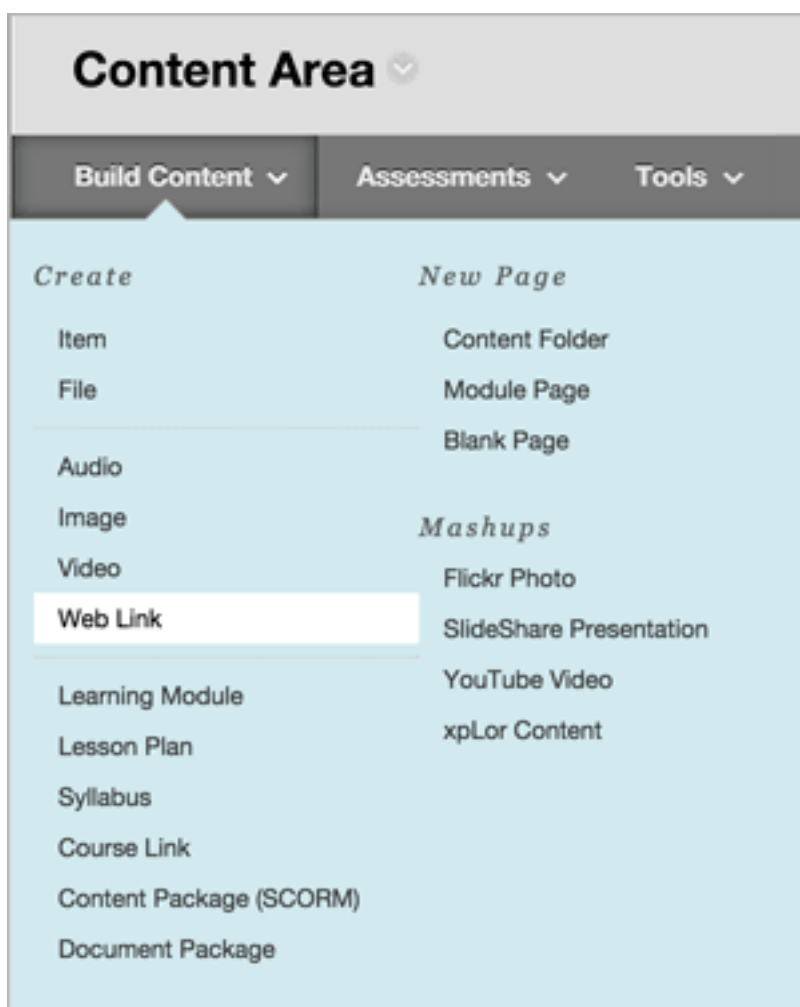 Content Area
Build Content
Assessments
Tools
Create
Item
File
Audio
Image
Video
Web Link
Learning Module
Lesson Plan
Syllabus
Course Link
Content Package (SCORM)
Document Package
New Page
Content Folder
Module Page
Blank Page
Mashups
Flickr Photo
SlideShare Presentation
YouTube Video
xpLor Content